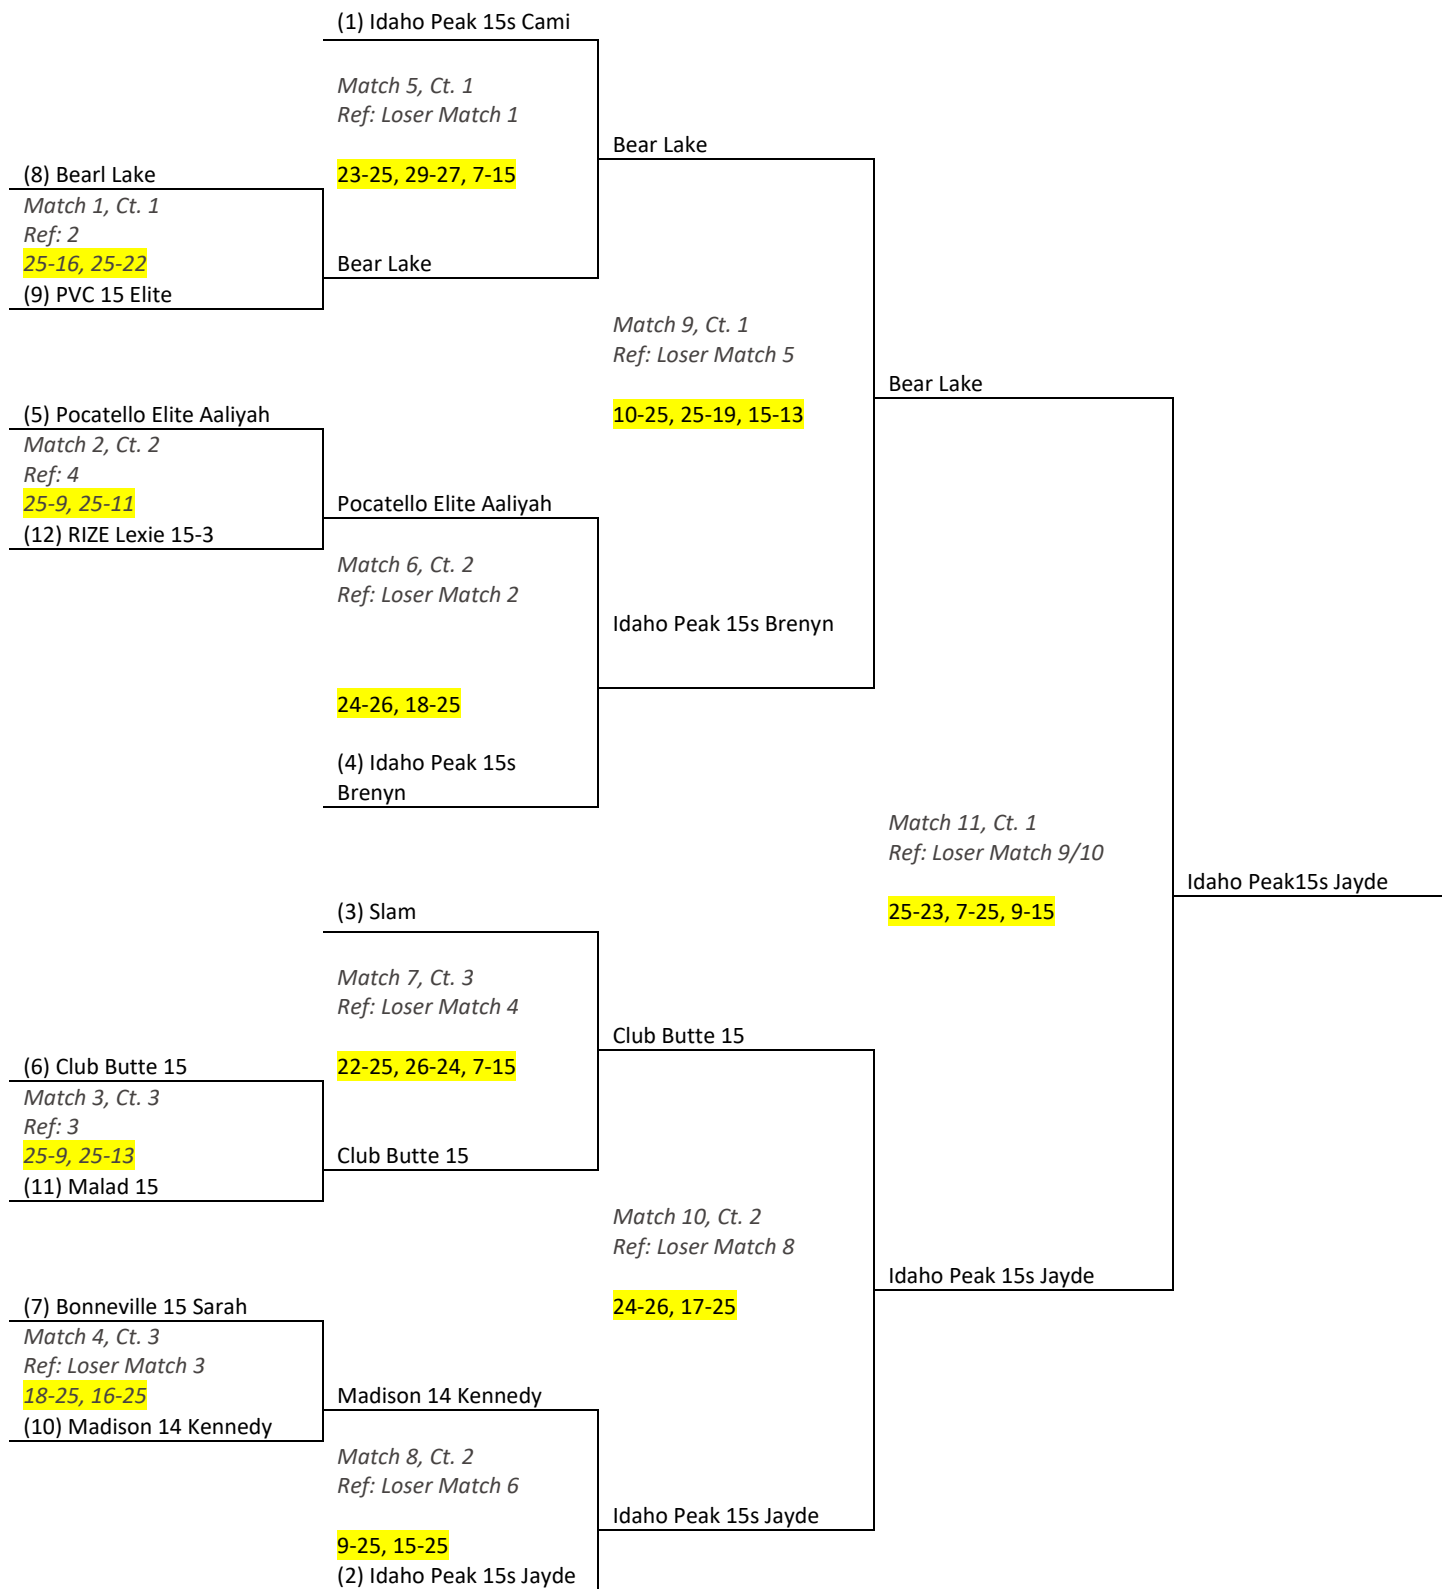 (1) Idaho Peak 15s Cami
Match 5, Ct. 1
Ref: Loser Match 1
Bear Lake
(8) Bearl Lake
23-25, 29-27, 7-15
Match 1, Ct. 1
Ref: 2
25-16, 25-22
Bear Lake
(9) PVC 15 Elite
Match 9, Ct. 1
Ref: Loser Match 5
Bear Lake
(5) Pocatello Elite Aaliyah
10-25, 25-19, 15-13
Match 2, Ct. 2
Ref: 4
25-9, 25-11
Pocatello Elite Aaliyah
(12) RIZE Lexie 15-3
Match 6, Ct. 2
Ref: Loser Match 2
Idaho Peak 15s Brenyn
24-26, 18-25
(4) Idaho Peak 15s
Brenyn
Match 11, Ct. 1
Ref: Loser Match 9/10
Idaho Peak15s Jayde
(3) Slam
25-23, 7-25, 9-15
Match 7, Ct. 3
Ref: Loser Match 4
Club Butte 15
(6) Club Butte 15
22-25, 26-24, 7-15
Match 3, Ct. 3
Ref: 3
25-9, 25-13
Club Butte 15
(11) Malad 15
Match 10, Ct. 2
Ref: Loser Match 8
Idaho Peak 15s Jayde
(7) Bonneville 15 Sarah
24-26, 17-25
Match 4, Ct. 3
Ref: Loser Match 3
18-25, 16-25
Madison 14 Kennedy
(10) Madison 14 Kennedy
Match 8, Ct. 2
Ref: Loser Match 6
Idaho Peak 15s Jayde
9-25, 15-25
(2) Idaho Peak 15s Jayde